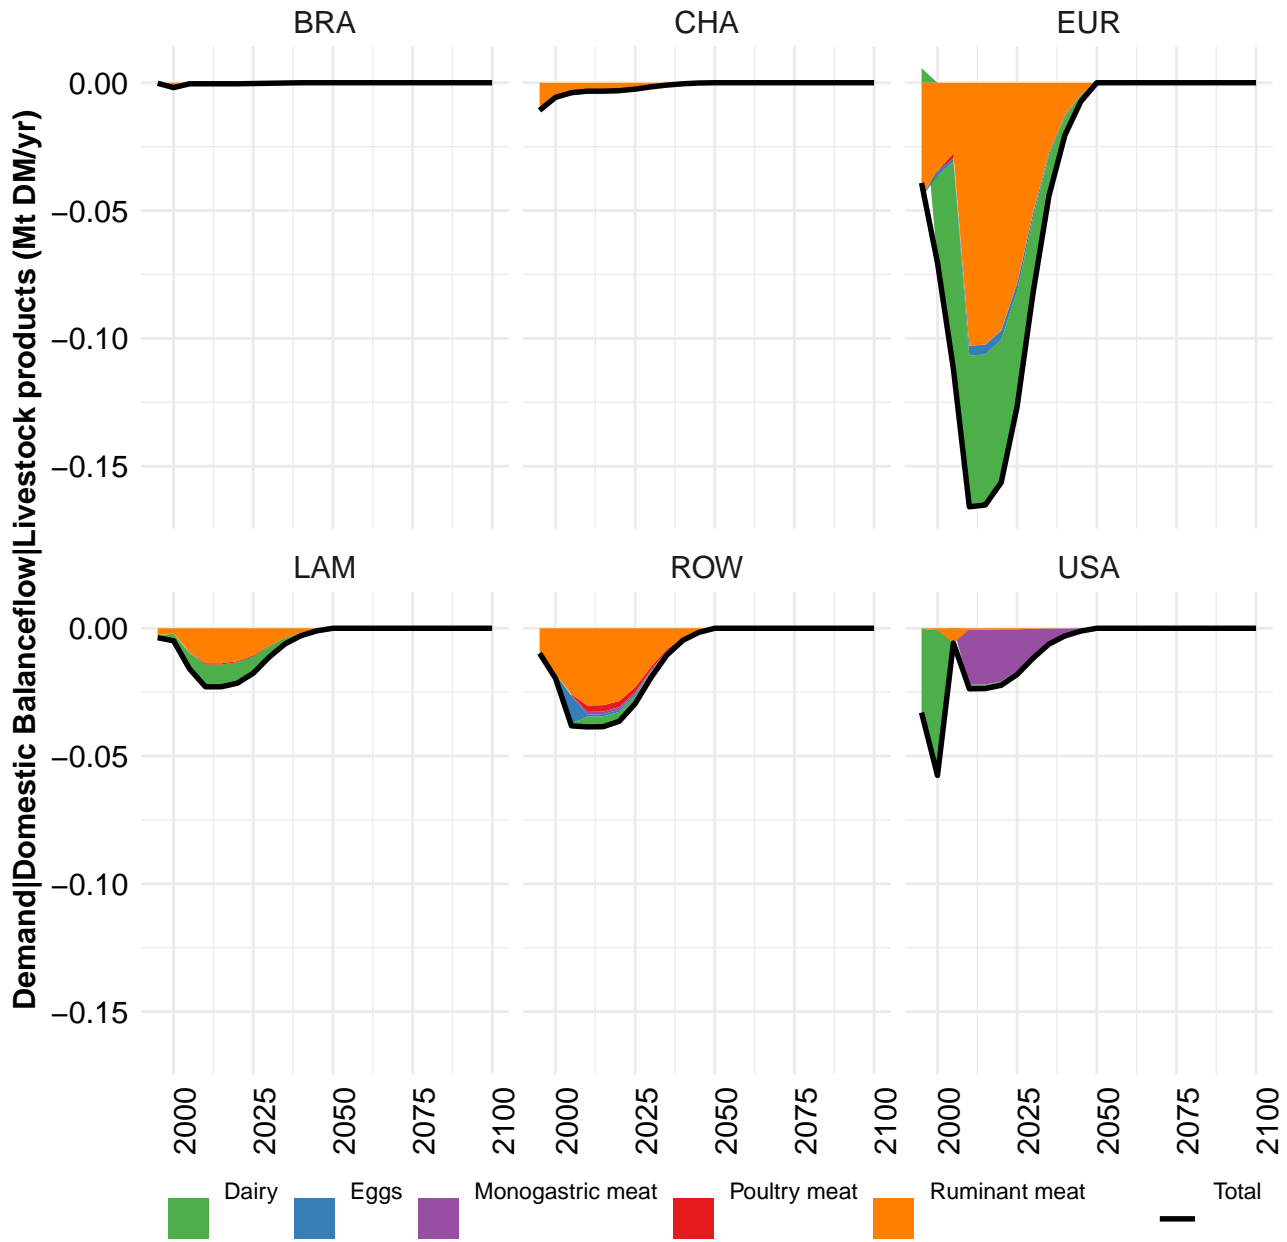 BRA
CHA
EUR
0.00
−0.05
−0.10
−0.15
LAM
ROW
USA
0.00
−0.05
−0.10
−0.15
Demand|Domestic Balanceflow|Livestock products (Mt DM/yr)
2000 2025 2050 2075 2100
2000 2025 2050 2075 2100
2000 2025 2050 2075 2100
Dairy Eggs Monogastric meat Poultry meat Ruminant meat Total